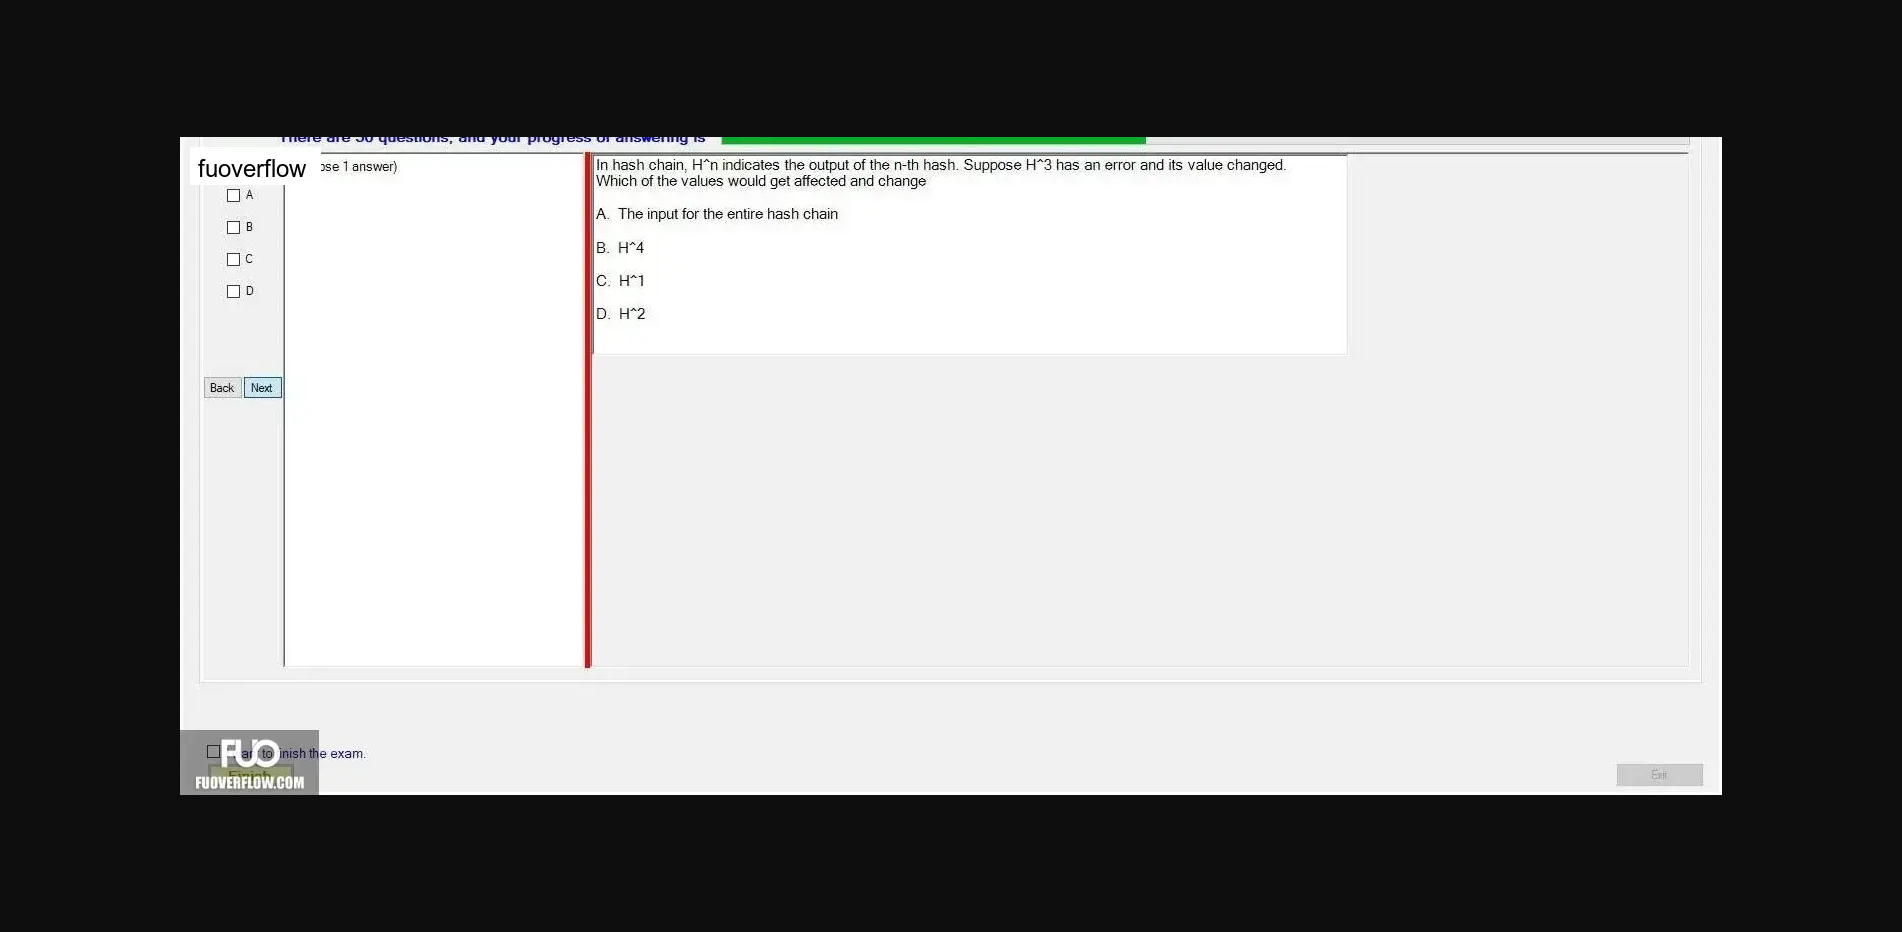 There are 50 questions, and your progress of answering is
fuoverflow
ose 1 answer)
A
B
C
D
Back
Next
In hash chain, H^n indicates the output of the n-th hash. Suppose H^3 has an error and its value changed.
Which of the values would get affected and change
A. The input for the entire hash chain
B. H^4
C. H^1
D. H^2
to finish the exam.
FUO
Finish
FUOVERFLOW.COM
Exit